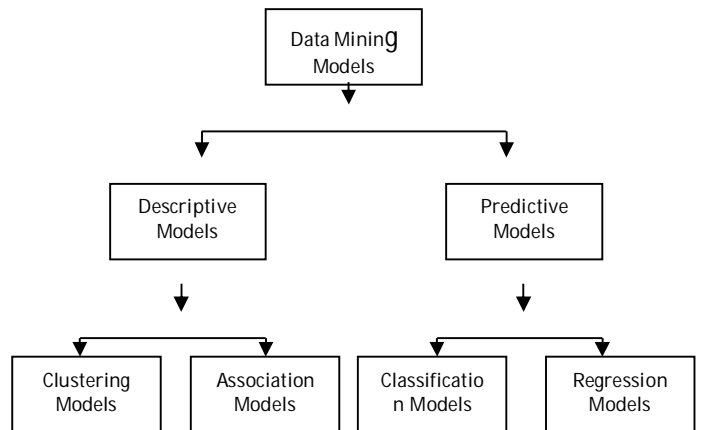 Data Mining
Models
Descriptive
Models
Predictive
Models
Clustering
Models
Association
Models
Classificatio
n Models
Regression
Models